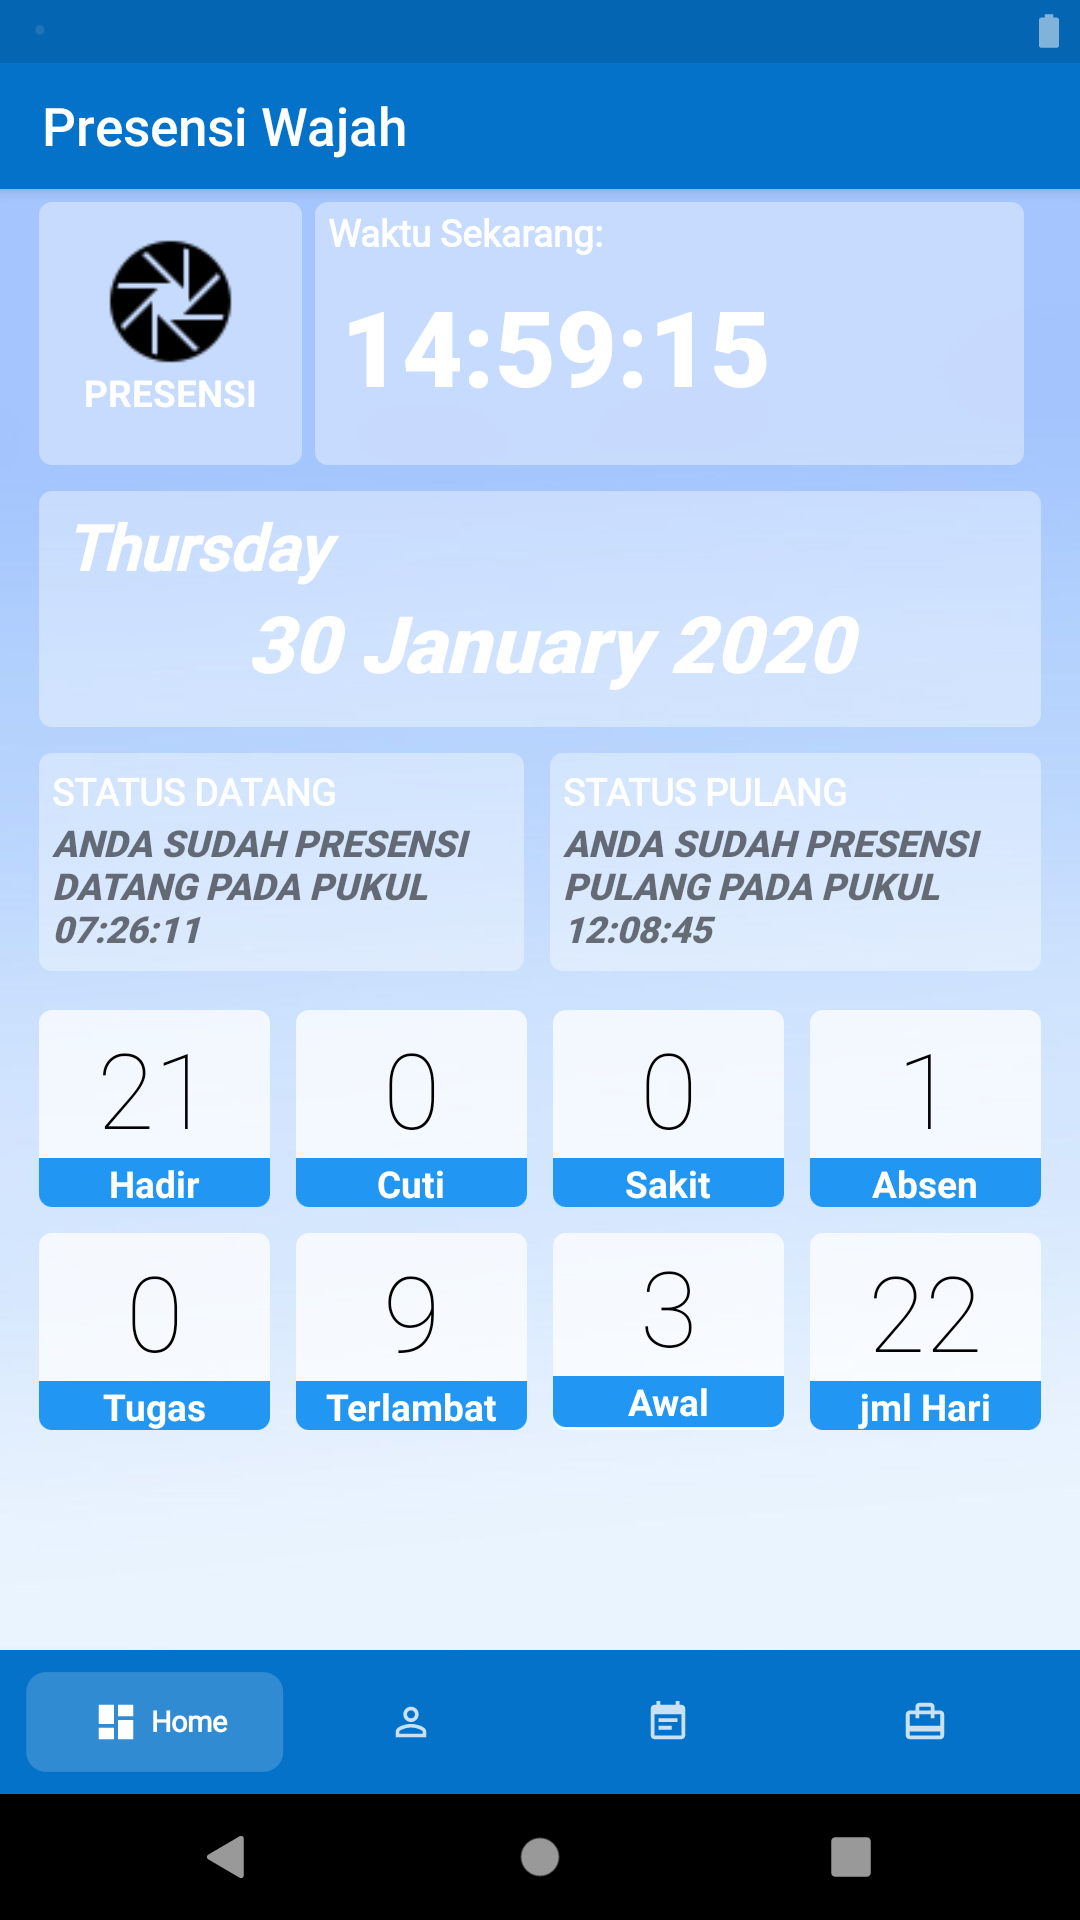 Presensi Wajah
PRESENSI
Waktu Sekarang:
14:59:15
Thursday
30 January 2020
STATUS DATANG
ANDA SUDAH PRESENSI
DATANG PADA PUKUL
07:26:11
STATUS PULANG
ANDA SUDAH PRESENSI
PULANG PADA PUKUL
12:08:45
21
Hadir
0
Cuti
0
Sakit
1
Absen
0
Tugas
9
Terlambat
3
Awal
22
jml Hari
Home